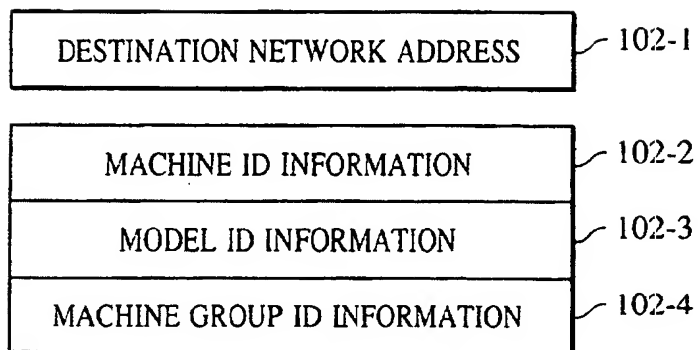 DESTINATION NETWORK ADDRESS 102-1
MACHINE ID INFORMATION 102-2
MODEL ID INFORMATION 102-3
MACHINE GROUP ID INFORMATION 102-4